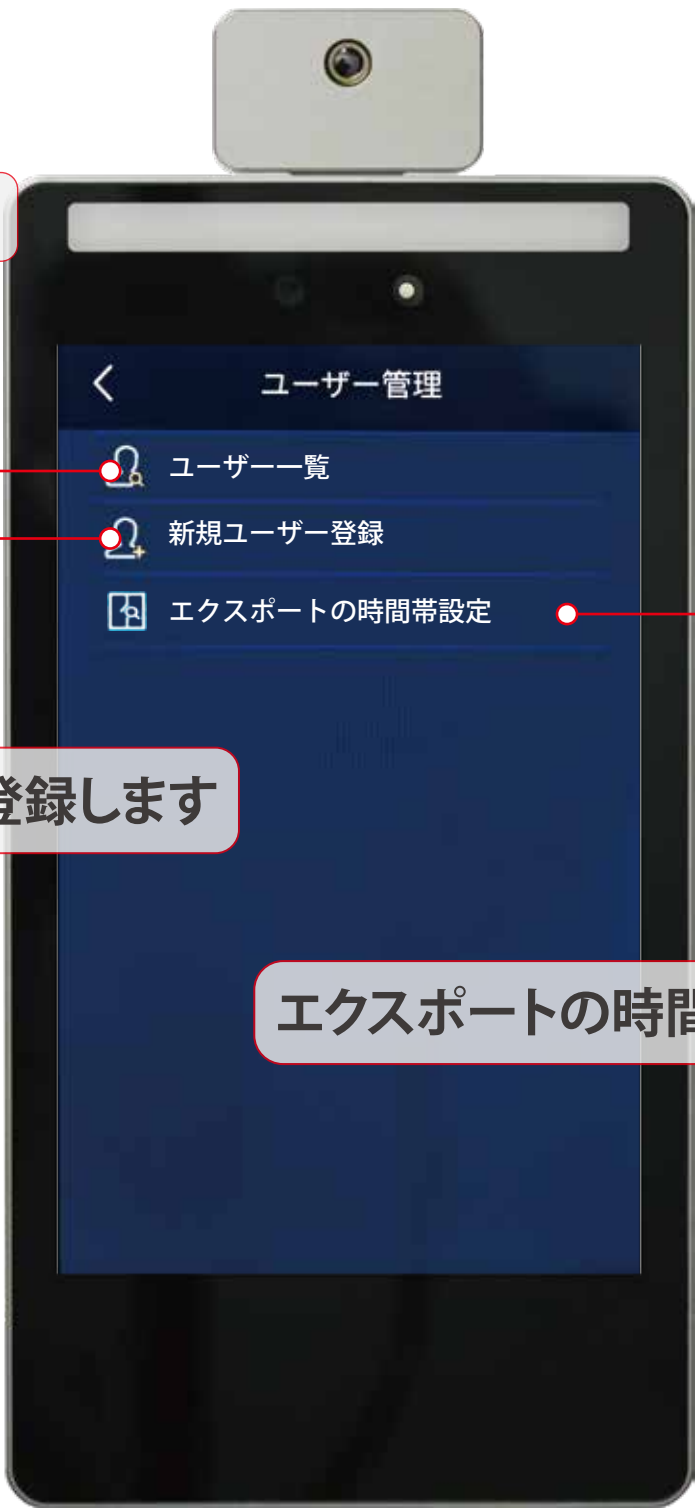 ユーザー管理
ユーザー一覧
新規ユーザー登録
エクスポートの時間帯設定
登録します
エクスポートの時間